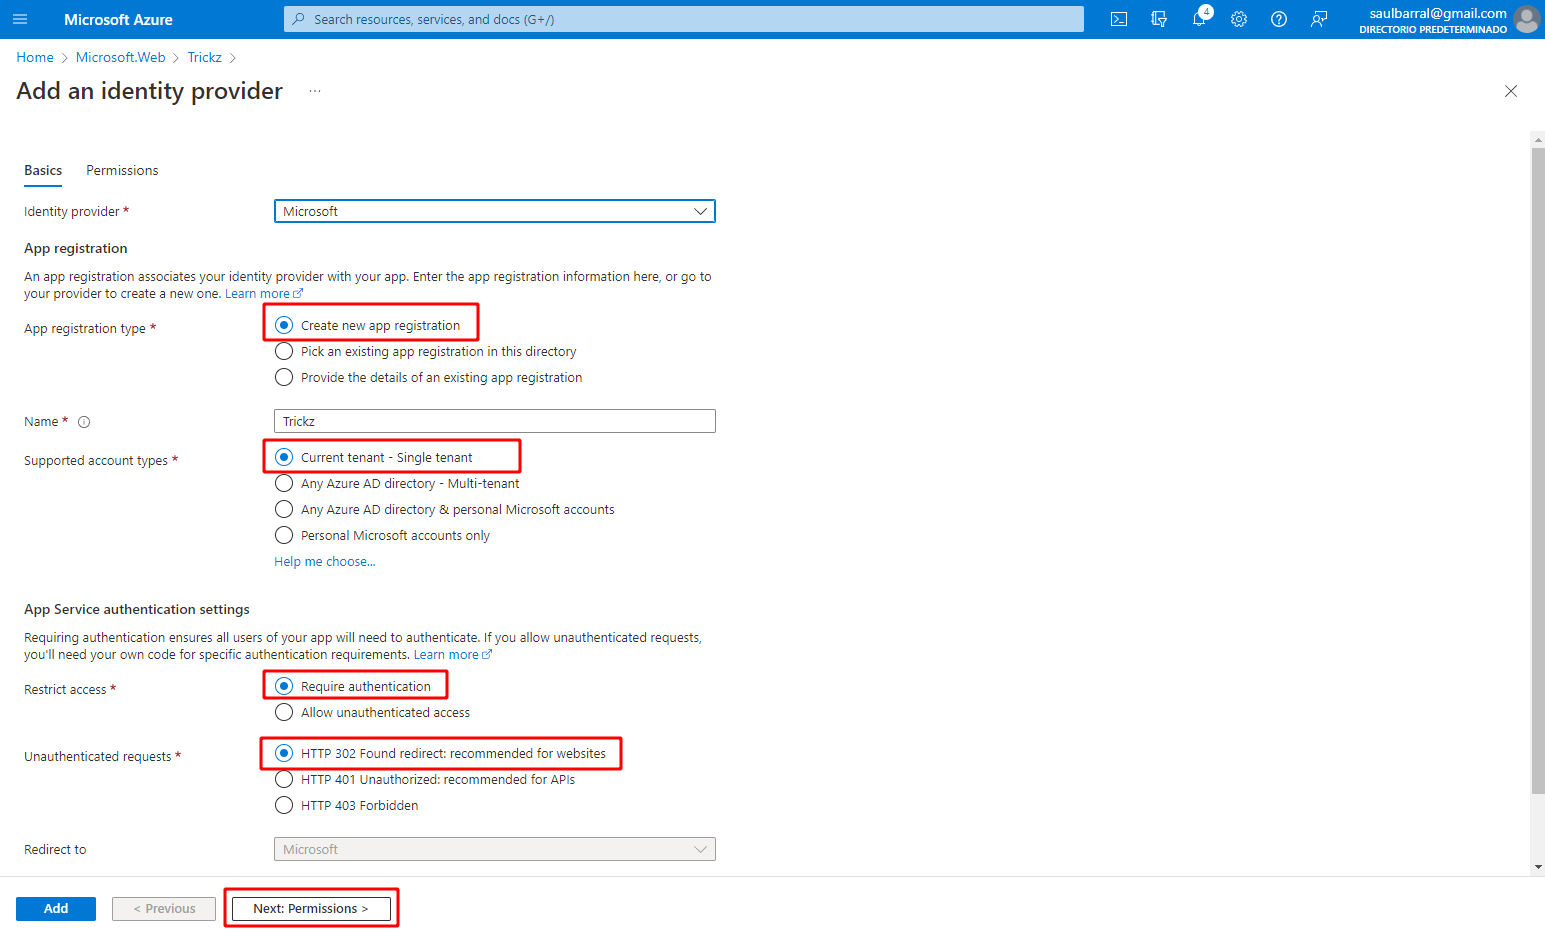 Microsoft Azure
Search resources, services, and docs (G+/)
4
saulbarral@gmail.com
DIRECTORIO PREDETERMINADO
Home > Microsoft.Web > Trickz >
Add an identity provider ...
Basics Permissions
Identity provider *
Microsoft
App registration
An app registration associates your identity provider with your app. Enter the app registration information here, or go to
your provider to create a new one. Learn more
App registration type *
Create new app registration
Pick an existing app registration in this directory
Provide the details of an existing app registration
Name *
Trickz
Supported account types *
Current tenant - Single tenant
Any Azure AD directory - Multi-tenant
Any Azure AD directory & personal Microsoft accounts
Personal Microsoft accounts only
Help me choose...
App Service authentication settings
Requiring authentication ensures all users of your app will need to authenticate. If you allow unauthenticated requests,
you'll need your own code for specific authentication requirements. Learn more
Restrict access *
Require authentication
Allow unauthenticated access
Unauthenticated requests *
HTTP 302 Found redirect: recommended for websites
HTTP 401 Unauthorized: recommended for APIs
HTTP 403 Forbidden
Redirect to
Microsoft
Add
< Previous
Next: Permissions >